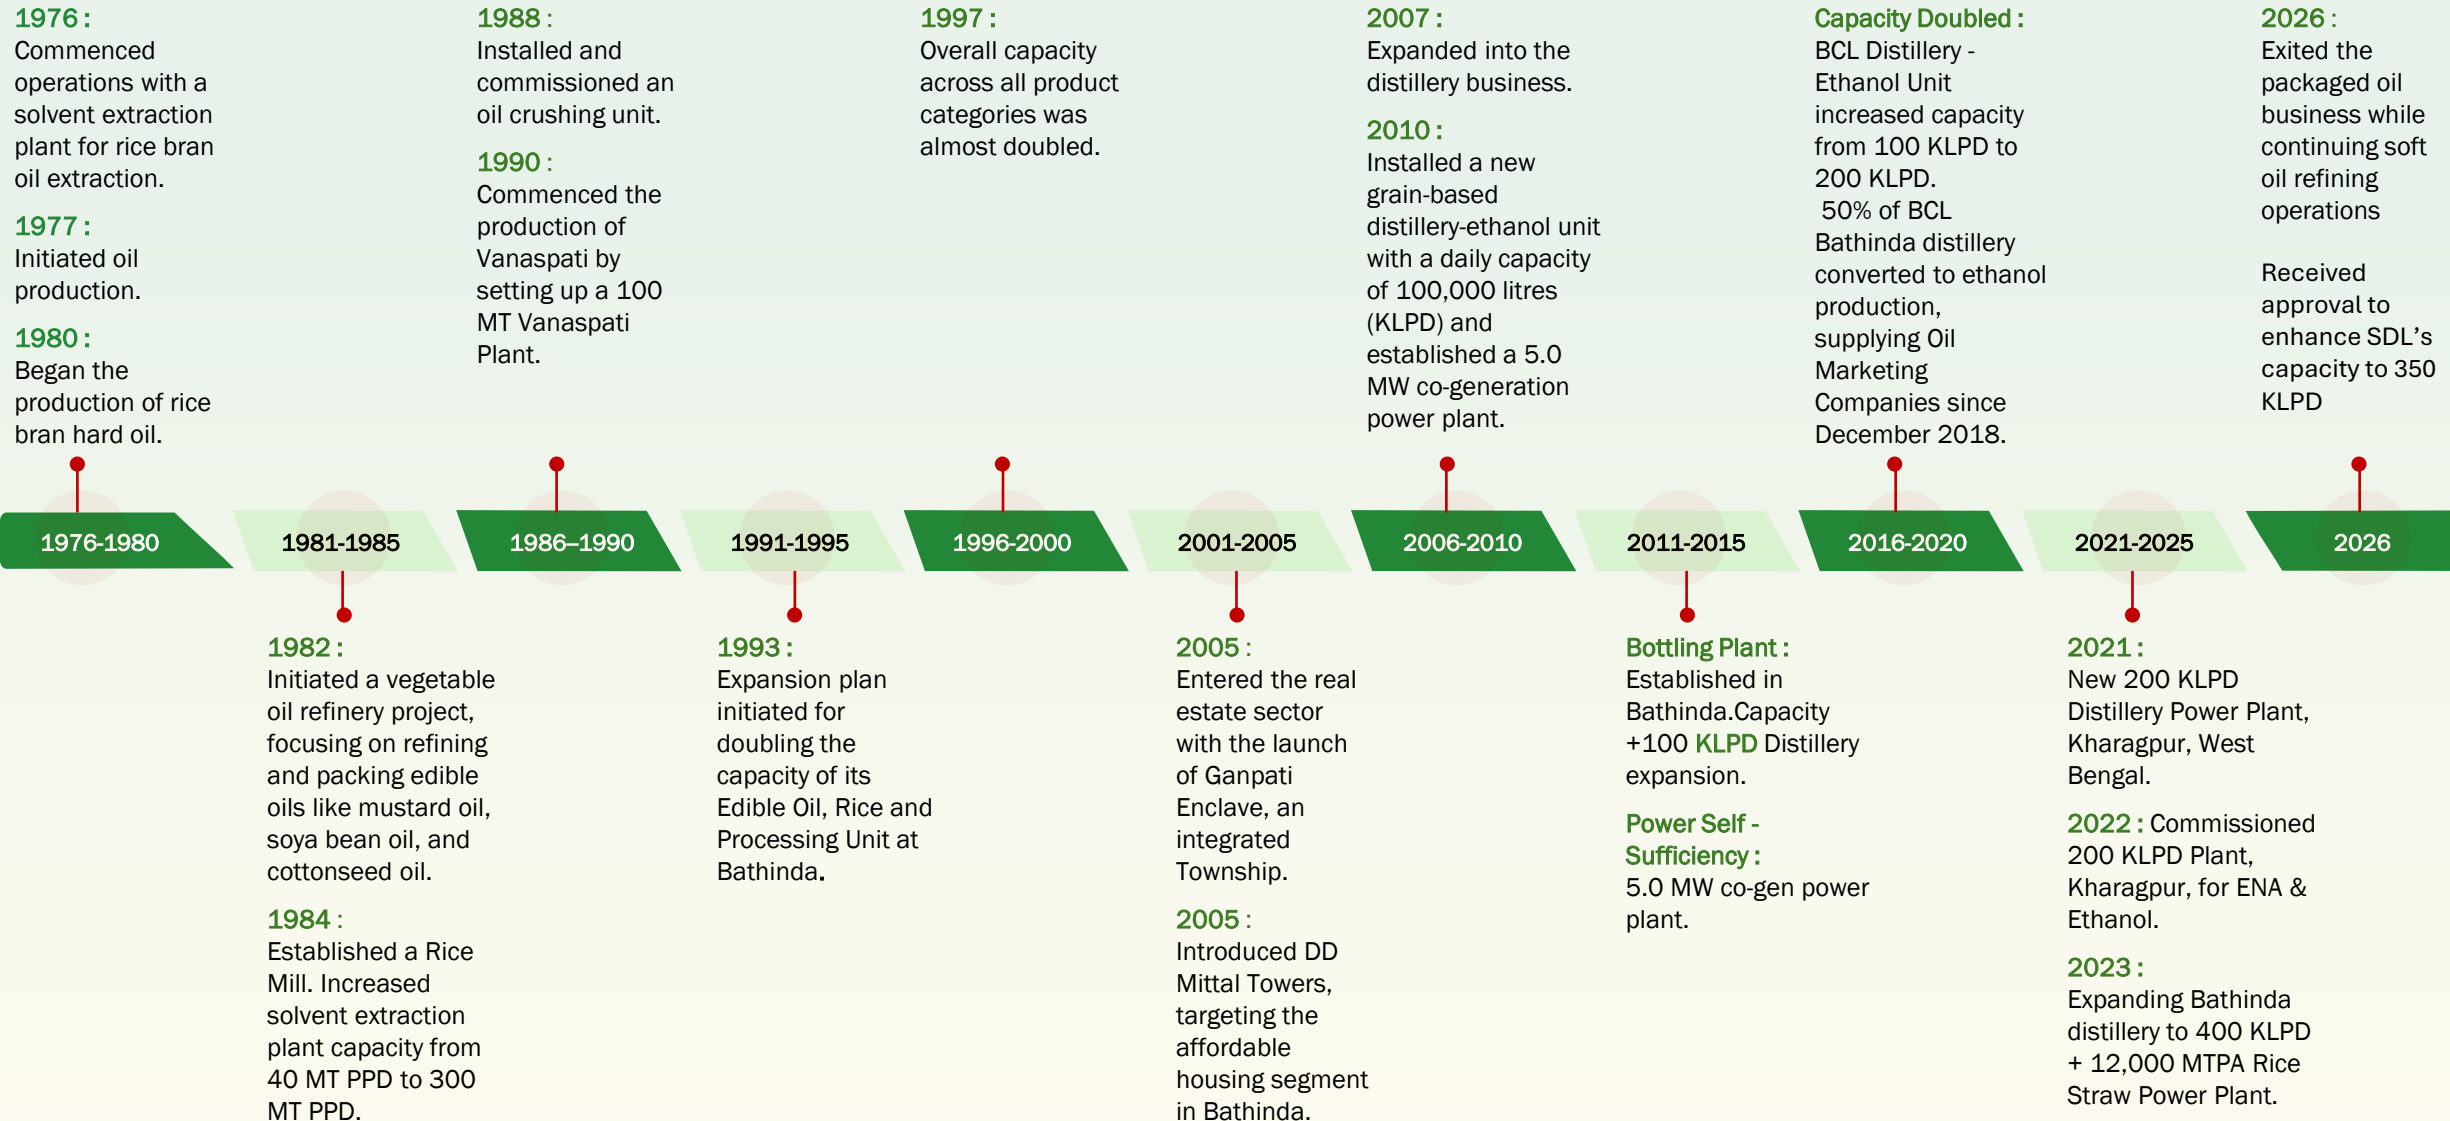 1976 :
Commenced
operations with a
solvent extraction
plant for rice bran
oil extraction.
1977 :
Initiated oil
production.
1980 :
Began the
production of rice
bran hard oil.
1988 :
Installed and
commissioned an
oil crushing unit.
1990 :
Commenced the
production of
Vanaspati by
setting up a 100
MT Vanaspati
Plant.
1997 :
Overall capacity
across all product
categories was
almost doubled.
2007 :
Expanded into the
distillery business.
2010 :
Installed a new
grain-based
distillery-ethanol unit
with a daily capacity
of 100,000 litres
(KLPD) and
established a 5.0
MW co-generation
power plant.
Capacity Doubled :
BCL Distillery -
Ethanol Unit
increased capacity
from 100 KLPD to
200 KLPD.
50% of BCL
Bathinda distillery
converted to ethanol
production,
supplying Oil
Marketing
Companies since
December 2018.
2026 :
Exited the
packaged oil
business while
continuing soft
oil refining
operations
Received
approval to
enhance SDL’s
capacity to 350
KLPD
1976-1980
1981-1985
1986–1990
1991-1995
1996-2000
2001-2005
2006-2010
2011-2015
2016-2020
2021-2025
2026
1982 :
Initiated a vegetable
oil refinery project,
focusing on refining
and packing edible
oils like mustard oil,
soya bean oil, and
cottonseed oil.
1984 :
Established a Rice
Mill. Increased
solvent extraction
plant capacity from
40 MT PPD to 300
MT PPD.
1993 :
Expansion plan
initiated for
doubling the
capacity of its
Edible Oil, Rice and
Processing Unit at
Bathinda.
2005 :
Entered the real
estate sector
with the launch
of Ganpati
Enclave, an
integrated
Township.
2005 :
Introduced DD
Mittal Towers,
targeting the
affordable
housing segment
in Bathinda.
Bottling Plant :
Established in
Bathinda.Capacity
+100 KLPD Distillery
expansion.
Power Self -
Sufficiency :
5.0 MW co-gen power
plant.
2021 :
New 200 KLPD
Distillery Power Plant,
Kharagpur, West
Bengal.
2022 : Commissioned
200 KLPD Plant,
Kharagpur, for ENA &
Ethanol.
2023 :
Expanding Bathinda
distillery to 400 KLPD
+ 12,000 MTPA Rice
Straw Power Plant.